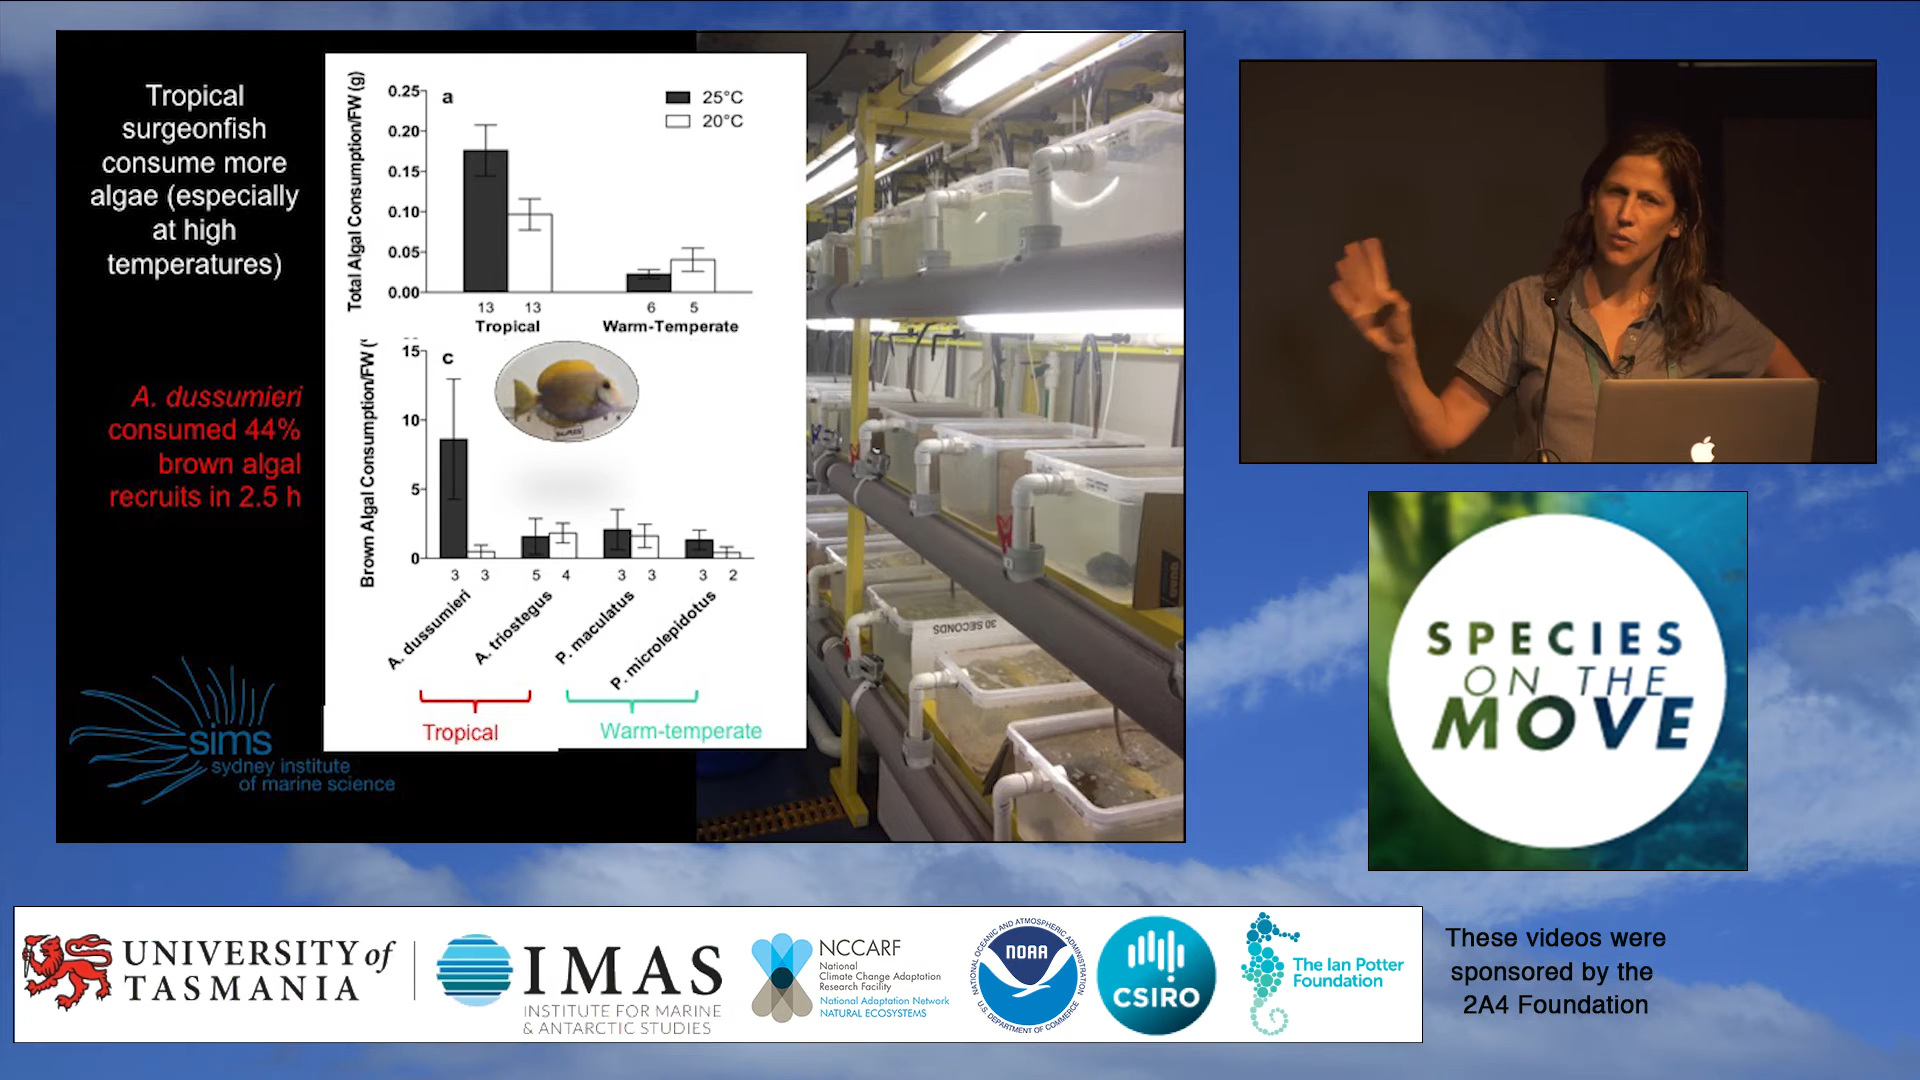 Tropical
surgeonfish
consume more
algae (especially
at high
temperatures)
A. dussumieri
consumed 44%
brown algal
recruits in 2.5 h
sims
sydney institute
of marine science
Total Algal Consumption/FW (g)
0.25
0.20
0.15
0.10
0.05
0.00
a
25°C
20°C
13 13 6 5
Tropical Warm-Temperate
Brown Algal Consumption/FW (
15
10
5
0
c
3 3 5 4 3 3 3 2
A. dussumieri
A. triostegus
P. maculatus
P. microlepidotus
Tropical
Warm-temperate
30 SECONDS
SPECIES
ON THE
MOVE
UNIVERSITY of
TASMANIA
IMAS
INSTITUTE FOR MARINE
& ANTARCTIC STUDIES
NCCARF
National
Climate Change Adaptation
Research Facility
National Adaptation Network
NATURAL ECOSYSTEMS
NATIONAL OCEANIC AND ATMOSPHERIC ADMINISTRATION
NOAA
U.S. DEPARTMENT OF COMMERCE
CSIRO
The Ian Potter
Foundation
These videos were
sponsored by the
2A4 Foundation